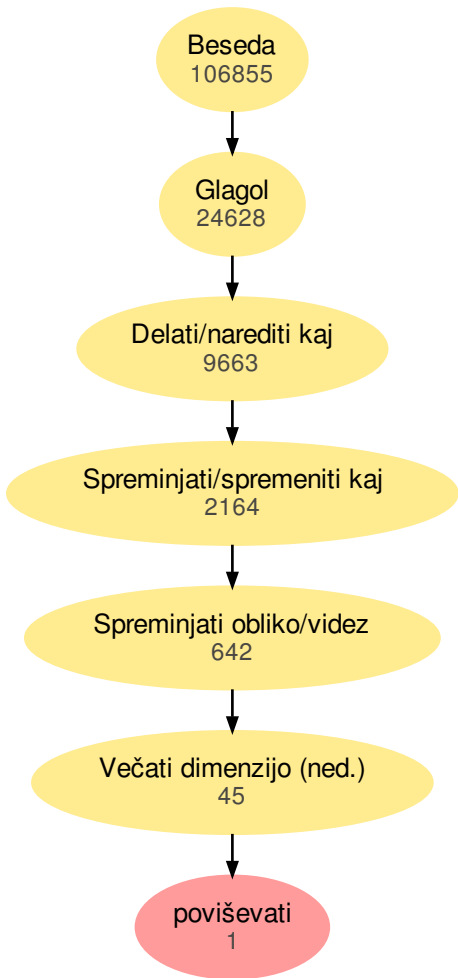 Beseda
106855
Glagol
24628
Delati/narediti kaj
9663
Spreminjati/spremeniti kaj
2164
Spreminjati obliko/videz
642
Večati dimenzijo (ned.)
45
poviševati
1